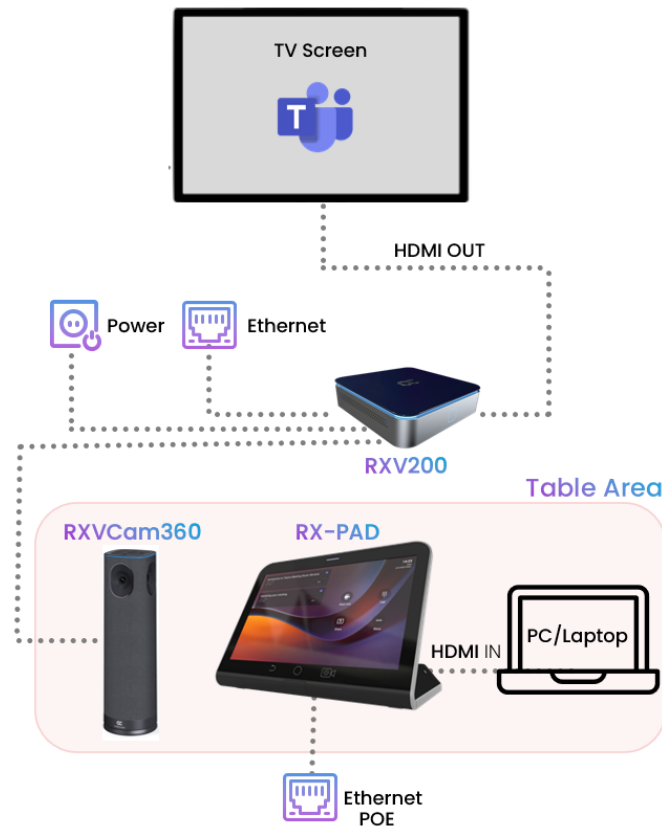 TV Screen
T
HDMI OUT
Power
Ethernet
RXV200
Table Area
RXVCam360
RX-PAD
PC/Laptop
HDMI IN
Ethernet
POE